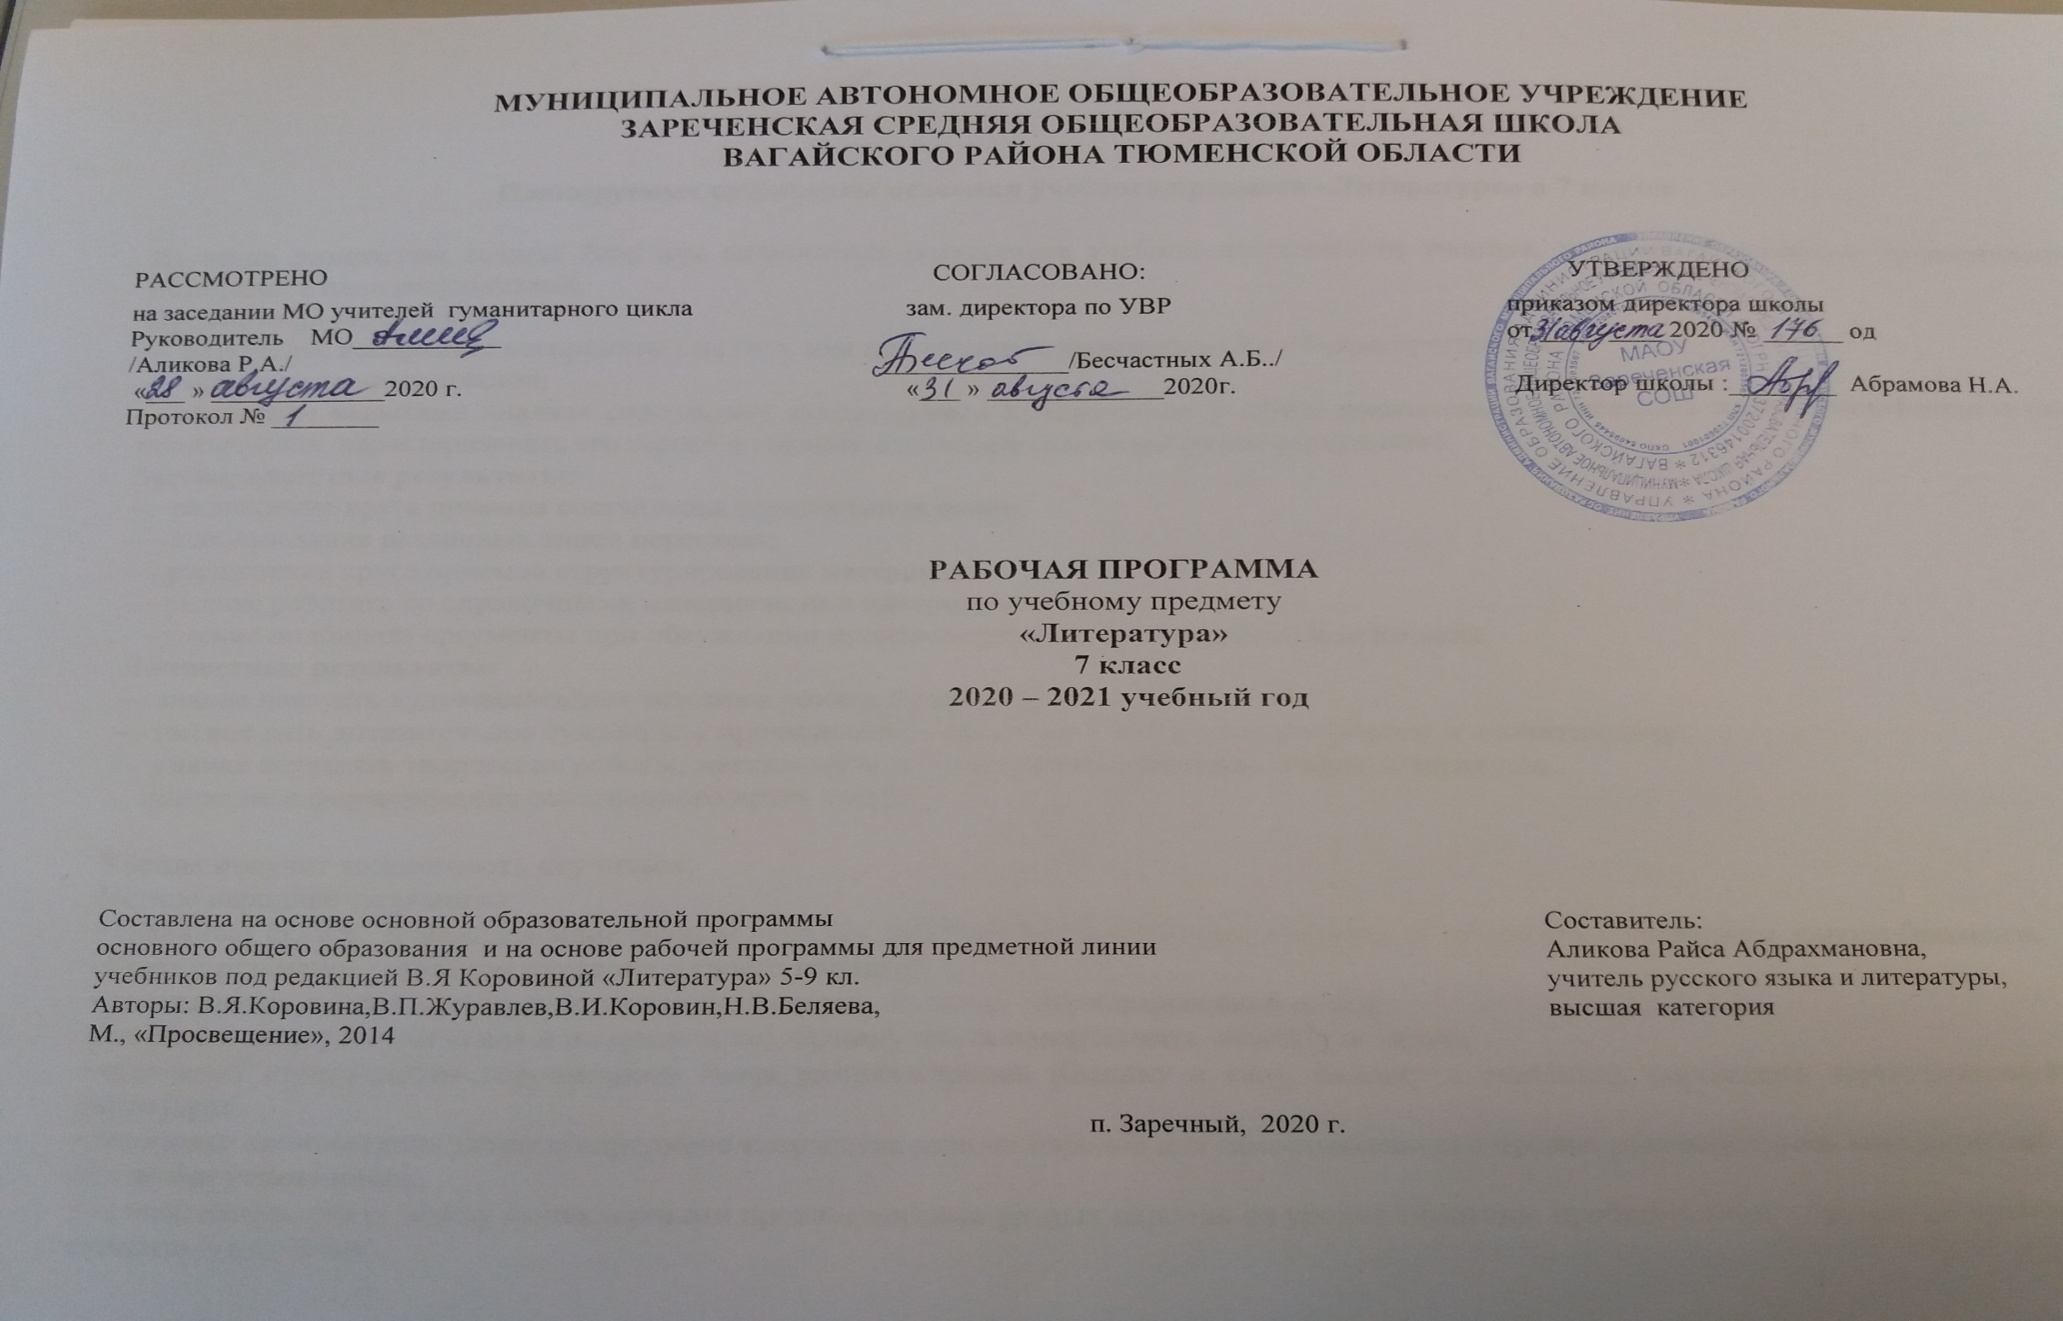 МУНИЦИПАЛЬНОЕ АВТОНОМНОЕ ОБЩЕОБРАЗОВАТЕЛЬНОЕ УЧРЕЖДЕНИЕ
ЗАРЕЧЕНСКАЯ СРЕДНЯЯ ОБЩЕОБРАЗОВАТЕЛЬНАЯ ШКОЛА
ВАГАЙСКОГО РАЙОНА ТЮМЕНСКОЙ ОБЛАСТИ
РАССМОТРЕНО
на заседании МО учителей гуманитарного цикла
Руководитель МО
/Аликова Р.А./
«28 » августа 2020 г.
Протокол № 1
СОГЛАСОВАНО:
зам. директора по УВР
/Бесчастных А.Б../
«31 » августа 2020г.
УТВЕРЖДЕНО
приказом директора школы
от 31 августа 2020 № 176 од
Директор школы : Абрамова Н.А.
МАОУ
Зареченская
СОШ
РАБОЧАЯ ПРОГРАММА
по учебному предмету
«Литература»
7 класс
2020 – 2021 учебный год
Составлена на основе основной образовательной программы
основного общего образования и на основе рабочей программы для предметной линии
учебников под редакцией В.Я Коровиной «Литература» 5-9 кл.
Авторы: В.Я.Коровина,В.П.Журавлев,В.И.Коровин,Н.В.Беляева,
М., «Просвещение», 2014
Составитель:
Аликова Райса Абдрахмановна,
учитель русского языка и литературы,
высшая категория
п. Заречный, 2020 г.